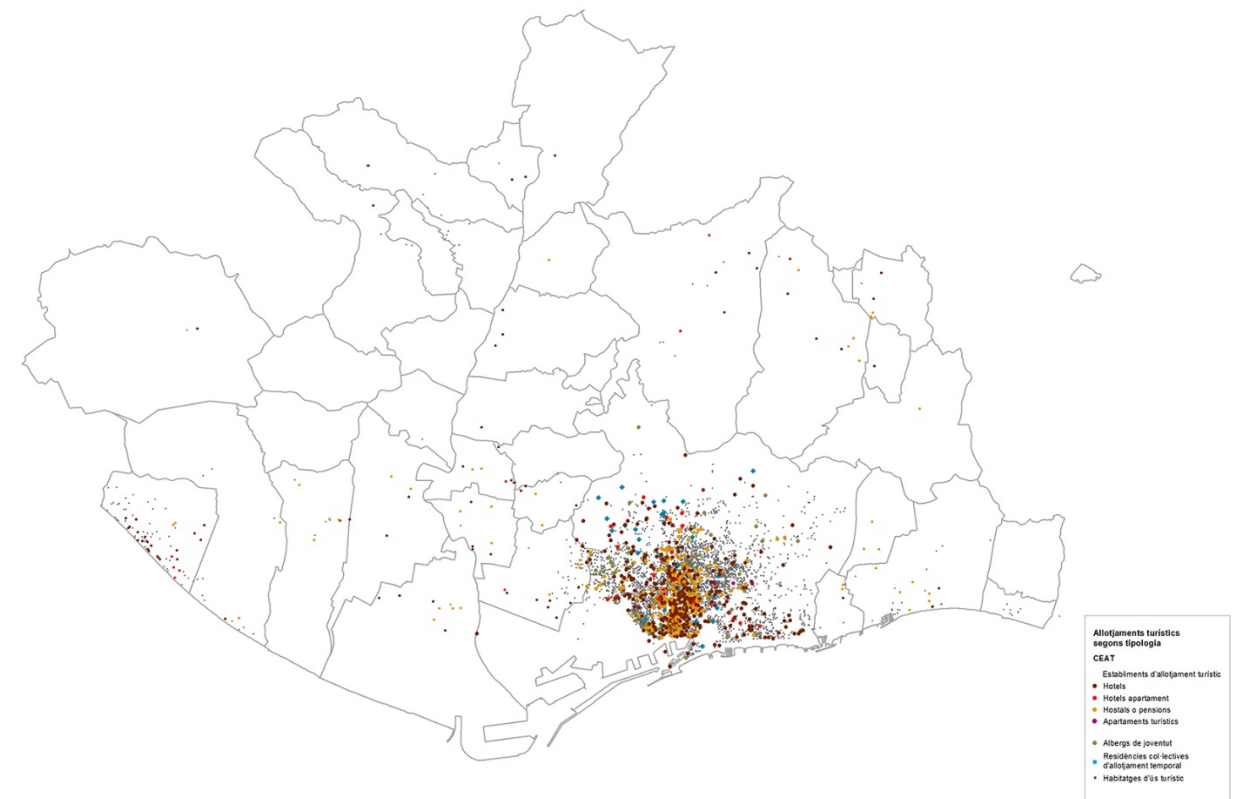 Allotjaments turístics
segons tipologia
CEAT
Establiments d'allotjament turístic
Hotels
Hotels apartament
Hostals o pensions
Apartaments turístics
Albergs de joventut
Residències col·lectives
d'allotjament temporal
Habitatges d'ús turístic